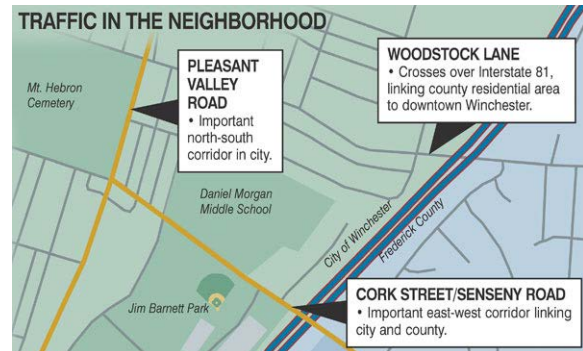 TRAFFIC IN THE NEIGHBORHOOD
Mt. Hebron
Cemetery
PLEASANT
VALLEY
ROAD
• Important
north-south
corridor in city.
WOODSTOCK LANE
• Crosses over Interstate 81,
linking county residential area
to downtown Winchester.
Daniel Morgan
Middle School
City of Winchester
Frederick County
Jim Barnett Park
CORK STREET/SENSENY ROAD
• Important east-west corridor linking
city and county.